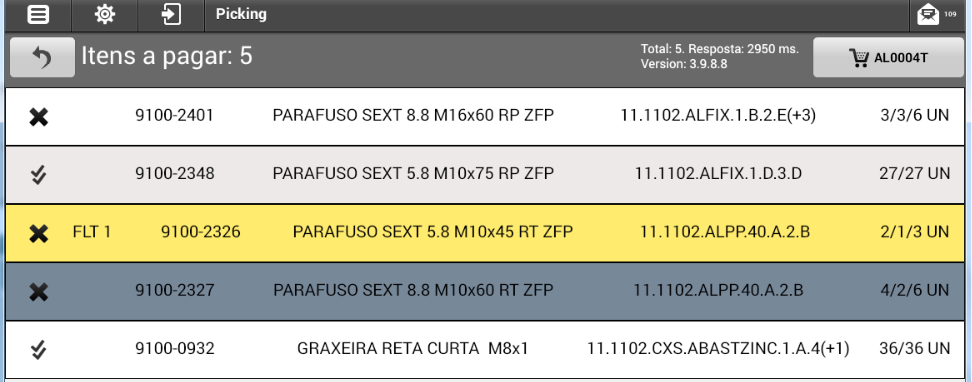 Picking
109
Itens a pagar: 5
Total: 5. Resposta: 2950 ms.
Version: 3.9.8.8
AL0004T
9100-2401 PARAFUSO SEXT 8.8 M16x60 RP ZFP 11.1102.ALFIX.1.B.2.E(+3) 3/3/6 UN
9100-2348 PARAFUSO SEXT 5.8 M10x75 RP ZFP 11.1102.ALFIX.1.D.3.D 27/27 UN
FLT 1 9100-2326 PARAFUSO SEXT 5.8 M10x45 RT ZFP 11.1102.ALPP.40.A.2.B 2/1/3 UN
9100-2327 PARAFUSO SEXT 8.8 M10x60 RT ZFP 11.1102.ALPP.40.A.2.B 4/2/6 UN
9100-0932 GRAXEIRA RETA CURTA M8x1 11.1102.CXS.ABASTZINC.1.A.4(+1) 36/36 UN